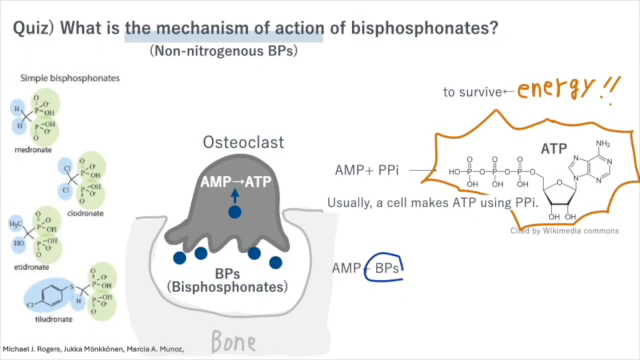 Quiz) What is the mechanism of action of bisphosphonates?
(Non-nitrogenous BPs)
Simple bisphosphonates
medronate
clodronate
etidronate
tiludronate
Michael J. Rogers, Jukka Mönkkönen, Marcia A. Munoz,
Osteoclast
AMP→ATP
BPs
(Bisphosphonates)
Bone
to survive← energy!!
ATP
AMP+ PPi
Usually, a cell makes ATP using PPi.
Cited by Wikimedia commons
AMP+ BPs